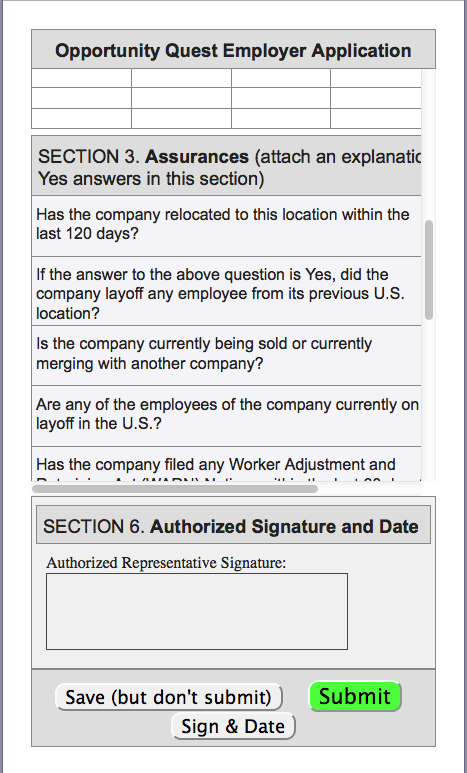 Opportunity Quest Employer Application
SECTION 3. Assurances (attach an explanatic
Yes answers in this section)
Has the company relocated to this location within the
last 120 days?
If the answer to the above question is Yes, did the
company layoff any employee from its previous U.S.
location?
Is the company currently being sold or currently
merging with another company?
Are any of the employees of the company currently on
layoff in the U.S.?
Has the company filed any Worker Adjustment and
SECTION 6. Authorized Signature and Date
Authorized Representative Signature:
Save (but don't submit)
Submit
Sign & Date